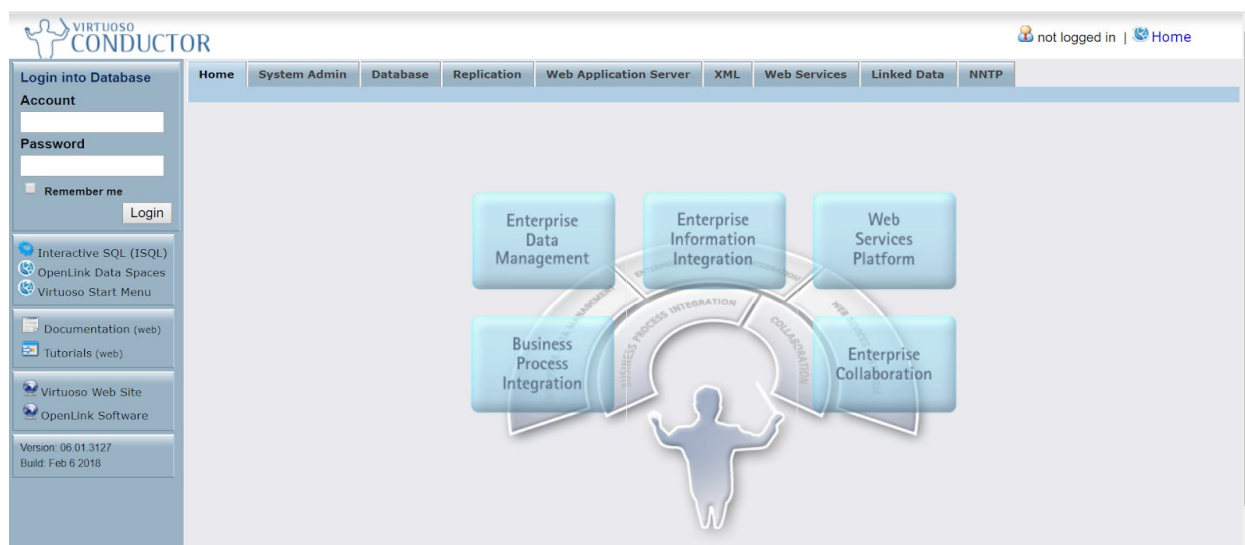 VIRTUOSO
CONDUCTOR
not logged in | Home
Login into Database
Account
Password
Remember me
Login
Interactive SQL (ISQL)
OpenLink Data Spaces
Virtuoso Start Menu
Documentation (web)
Tutorials (web)
Virtuoso Web Site
OpenLink Software
Version: 06.01.3127
Build: Feb 6 2018
Home System Admin Database Replication Web Application Server XML Web Services Linked Data NNTP
Enterprise
Data
Management
Enterprise
Information
Integration
Web
Services
Platform
Business
Process
Integration
Enterprise
Collaboration
BUSINESS PROCESS INTEGRATION
COLLABORATION